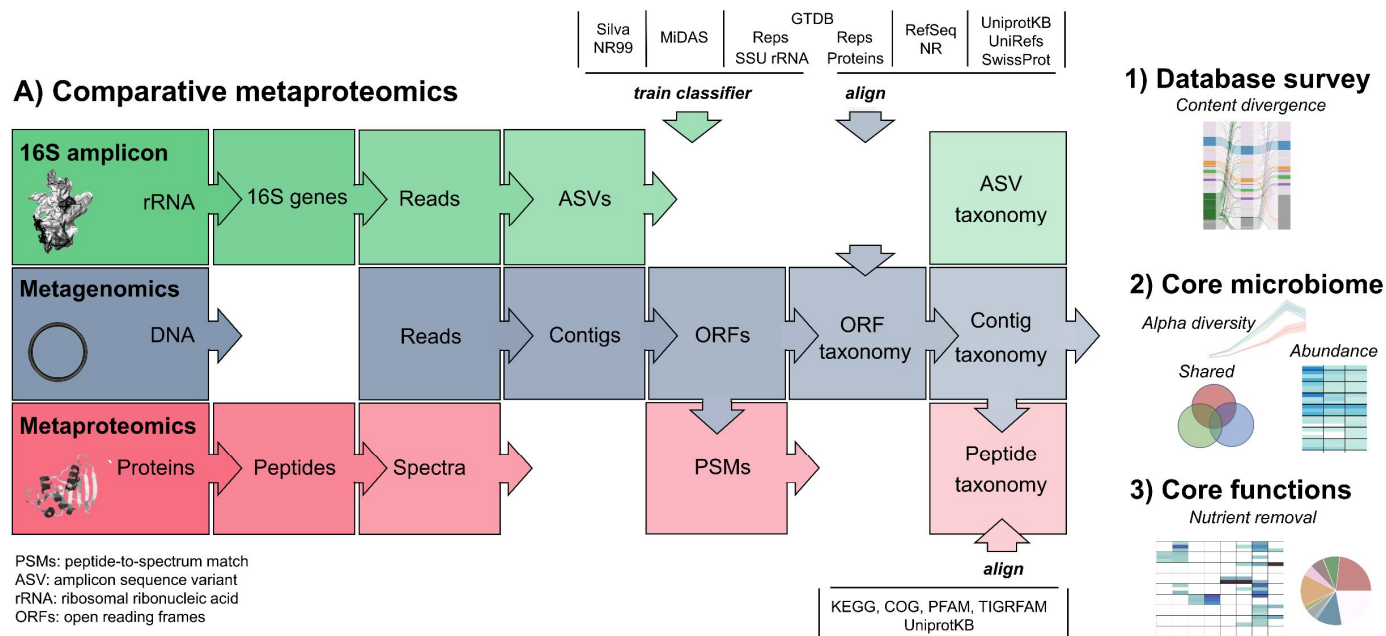 Silva
NR99
MiDAS
GTDB
Reps
SSU rRNA
Reps
Proteins
RefSeq
NR
UniprotKB
UniRefs
SwissProt
A) Comparative metaproteomics
train classifier
align
16S amplicon
rRNA
16S genes
Reads
ASVs
ASV
taxonomy
Metagenomics
DNA
Reads
Contigs
ORFs
ORF
taxonomy
Contig
taxonomy
Metaproteomics
Proteins
Peptides
Spectra
PSMs
Peptide
taxonomy
align
KEGG, COG, PFAM, TIGRFAM
UniprotKB
PSMs: peptide-to-spectrum match
ASV: amplicon sequence variant
rRNA: ribosomal ribonucleic acid
ORFs: open reading frames
1) Database survey
Content divergence
2) Core microbiome
Alpha diversity
Abundance
Shared
3) Core functions
Nutrient removal